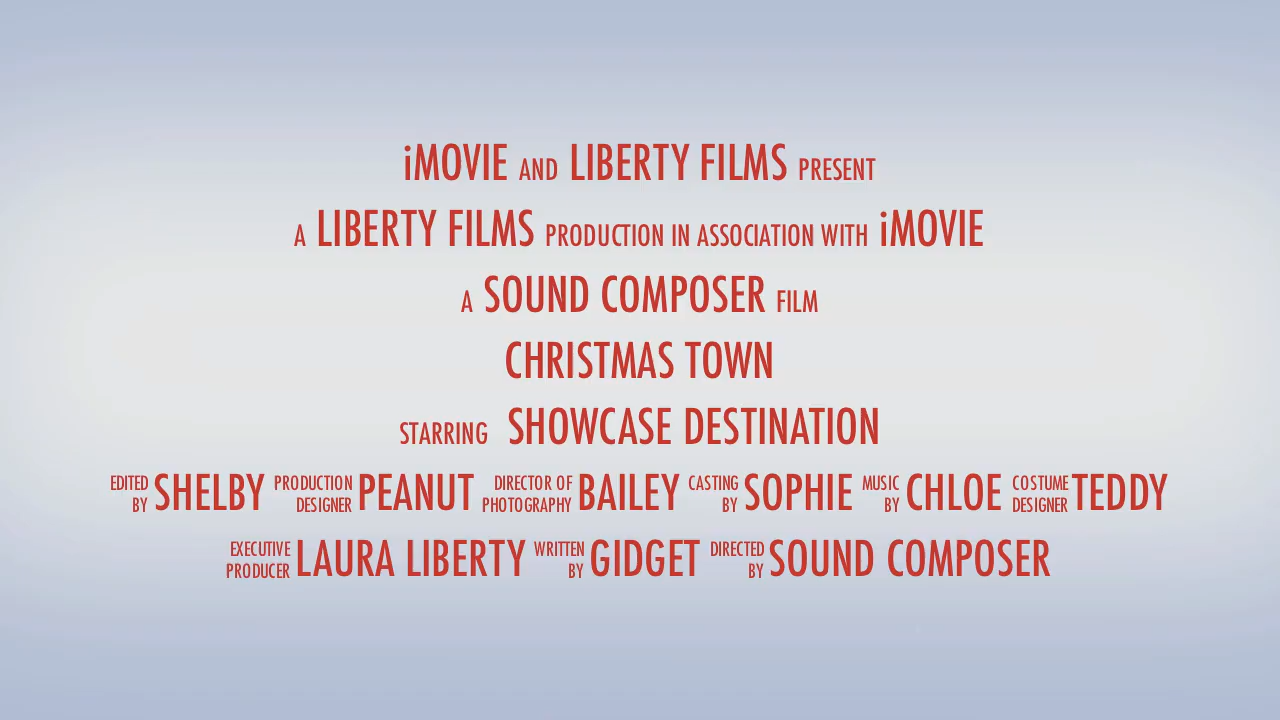 iMOVIE AND LIBERTY FILMS PRESENT
A LIBERTY FILMS PRODUCTION IN ASSOCIATION WITH iMOVIE
A SOUND COMPOSER FILM
CHRISTMAS TOWN
STARRING SHOWCASE DESTINATION
EDITED BY SHELBY PRODUCTION DESIGNER PEANUT DIRECTOR OF PHOTOGRAPHY BAILEY CASTING BY SOPHIE MUSIC BY CHLOE COSTUME DESIGNER TEDDY
EXECUTIVE PRODUCER LAURA LIBERTY WRITTEN BY GIDGET DIRECTED BY SOUND COMPOSER